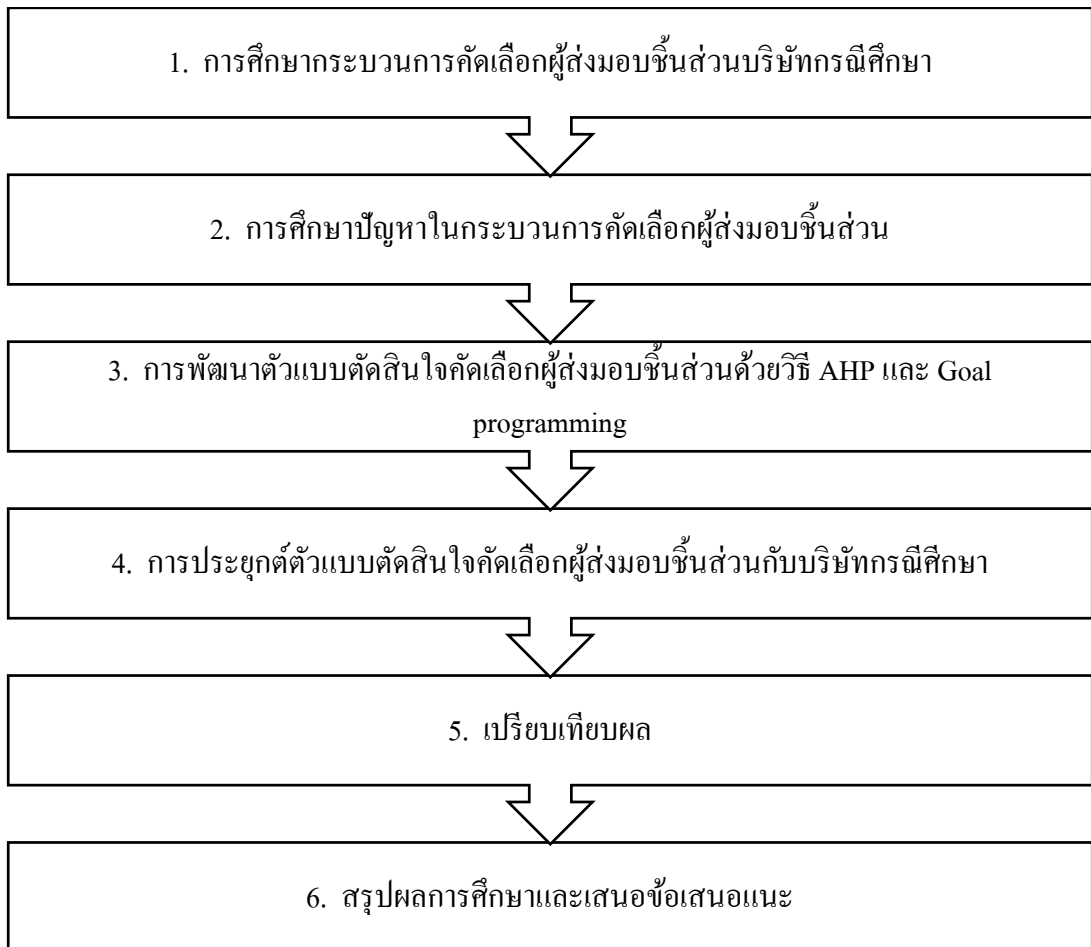 1. การศึกษากระบวนการคัดเลือกผู้ส่งมอบชิ้นส่วนบริษัทกรณีศึกษา
2. การศึกษาปัญหาในกระบวนการคัดเลือกผู้ส่งมอบชิ้นส่วน
3. การพัฒนาตัวแบบตัดสินใจคัดเลือกผู้ส่งมอบชิ้นส่วนด้วยวิธี AHP และ Goal
programming
4. การประยุกต์ตัวแบบตัดสินใจคัดเลือกผู้ส่งมอบชิ้นส่วนกับบริษัทกรณีศีกษา
5. เปรียบเทียบผล
6. สรุปผลการศึกษาและเสนอข้อเสนอแนะ